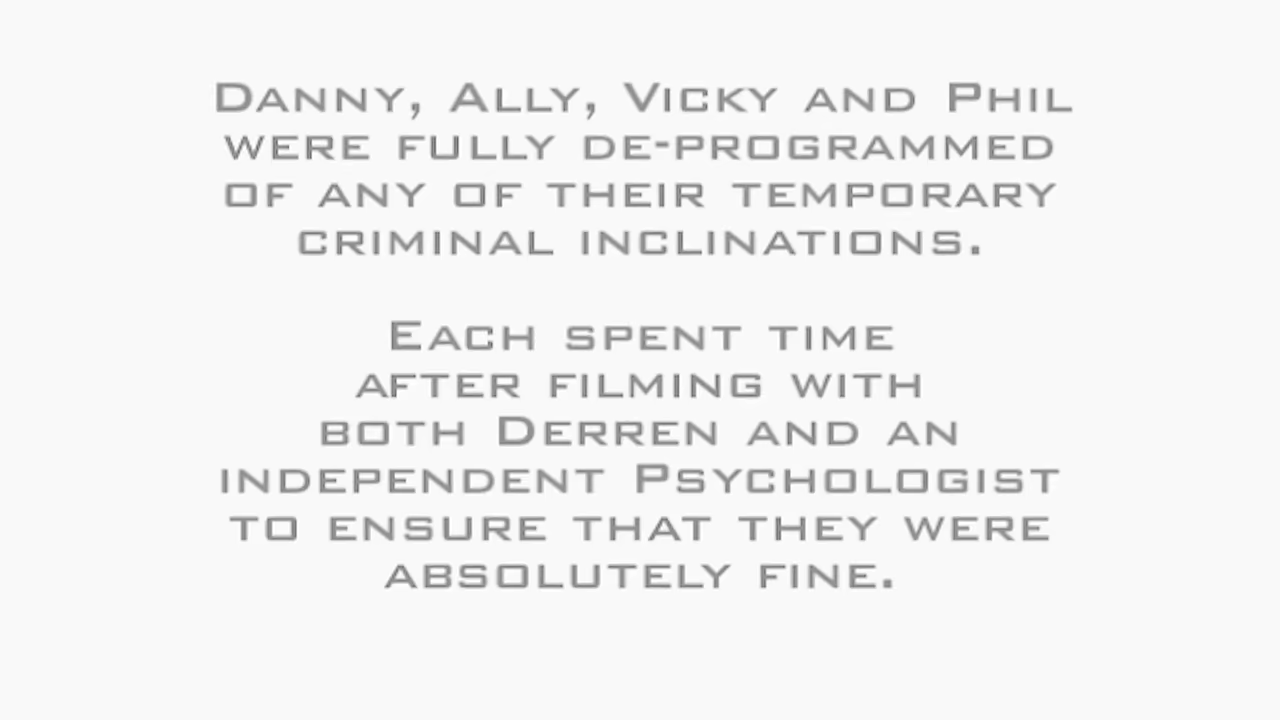 Danny, Ally, Vicky and Phil
were fully de-programmed
of any of their temporary
criminal inclinations.
Each spent time
after filming with
both Derren and an
independent Psychologist
to ensure that they were
absolutely fine.